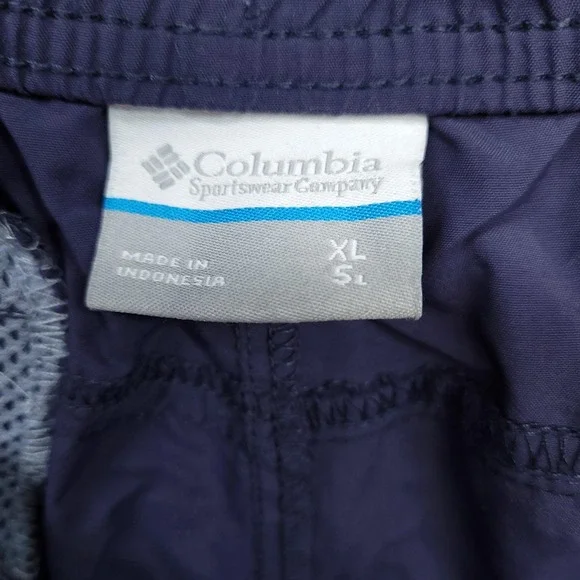 Columbia
Sportswear Company
MADE IN
INDONESIA
XL
5L